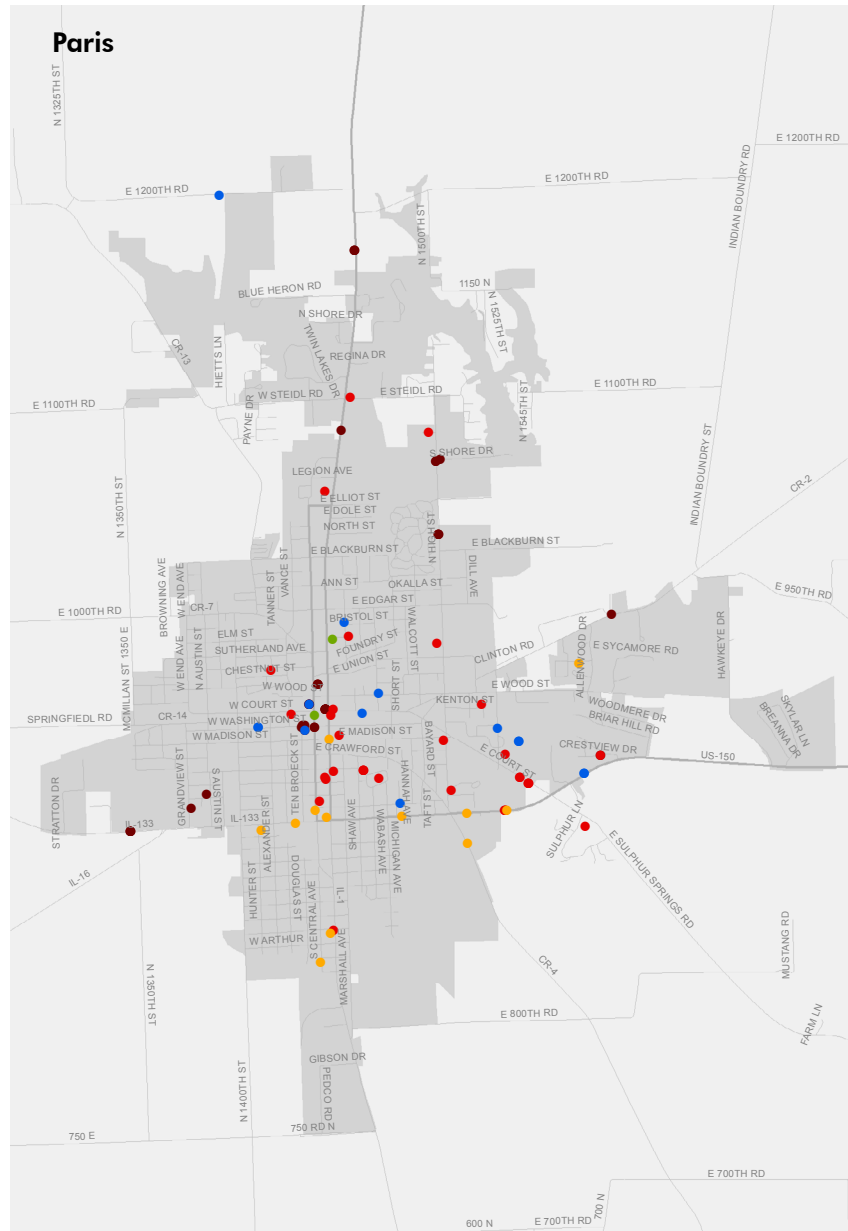 Paris
N 1325TH ST
E 1200TH RD
E 1200TH RD
E 1200TH RD
INDIAN BOUNDRY RD
N 1500TH ST
BLUE HERON RD
1150 N
N SHORE DR
N 1525TH ST
TWIN LAKES DR
CR-13
HIETTS LN
REGINA DR
W STEIDL RD
E STEIDL RD
E 1100TH RD
E 1100TH RD
PAYNE DR
N 1545TH ST
S SHORE DR
INDIAN BOUNDRY ST
LEGION AVE
CR-2
N 1350TH ST
E ELLIOT ST
E DOLE ST
NORTH ST
N HIGH ST
E BLACKBURN ST
E BLACKBURN ST
VANCE ST
TANNER ST
BROWNING AVE
W END AVE
ANN ST
OKALLA ST
DILL AVE
E 950TH RD
E EDGAR ST
E 1000TH RD
CR-7
BRISTOL ST
WALCOTT ST
ELM ST
FOUNDRY ST
SUTHERLAND AVE
E UNION ST
CLINTON RD
ALLENWOOD DR
E SYCAMORE RD
HAWKEYE DR
MCMILLAN ST 1350 E
W END AVE
N AUSTIN ST
CHESTNUT ST
SHORT ST
W WOOD ST
E WOOD ST
KENTON ST
W COURT ST
WOODMERE DR
SKYLAR LN
BREANNA DR
SPRINGFIEDL RD
CR-14
W WASHINGTON ST
BRIAR HILL RD
W MADISON ST
E MADISON ST
BAYARD ST
E CRAWFORD ST
CRESTVIEW DR
US-150
E COURT ST
STRATTON DR
GRANDVIEW ST
S AUSTIN ST
TEN BROECK ST
HANNAH AVE
TAFT ST
IL-133
IL-133
ALEXANDER ST
SHAW AVE
WABASH AVE
MICHIGAN AVE
SULPHUR LN
IL-16
HUNTER ST
DOUGLAS ST
IL-1
E SULPHUR SPRINGS RD
S CENTRAL AVE
W ARTHUR
MARSHALL AVE
MUSTANG RD
N 1350TH ST
CR-4
E 800TH RD
FARM LN
GIBSON DR
N 1400TH ST
PEDCO RD
750 E
750 RD N
E 700TH RD
600 N
E 700TH RD
700 N